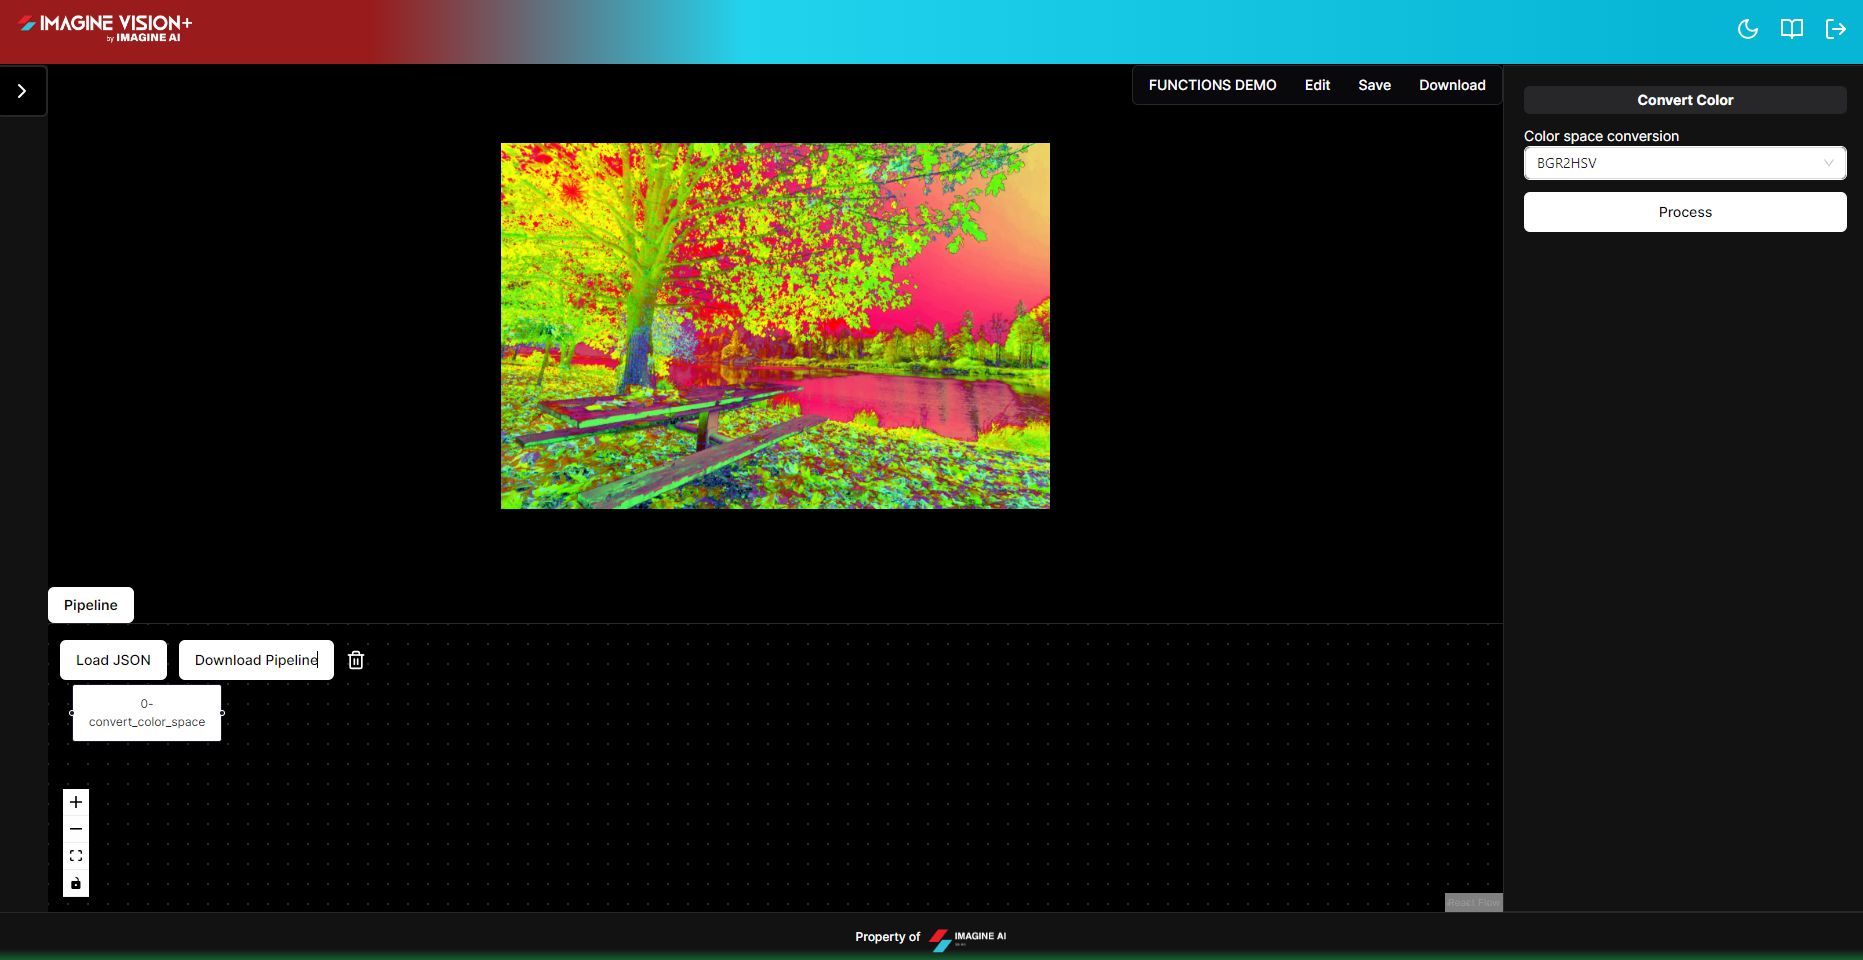 IMAGINE VISION+
by IMAGINE AI
FUNCTIONS DEMO Edit Save Download
Convert Color
Color space conversion
BGR2HSV
Process
Pipeline
Load JSON Download Pipeline
0-
convert_color_space
React Flow
Property of IMAGINE AI